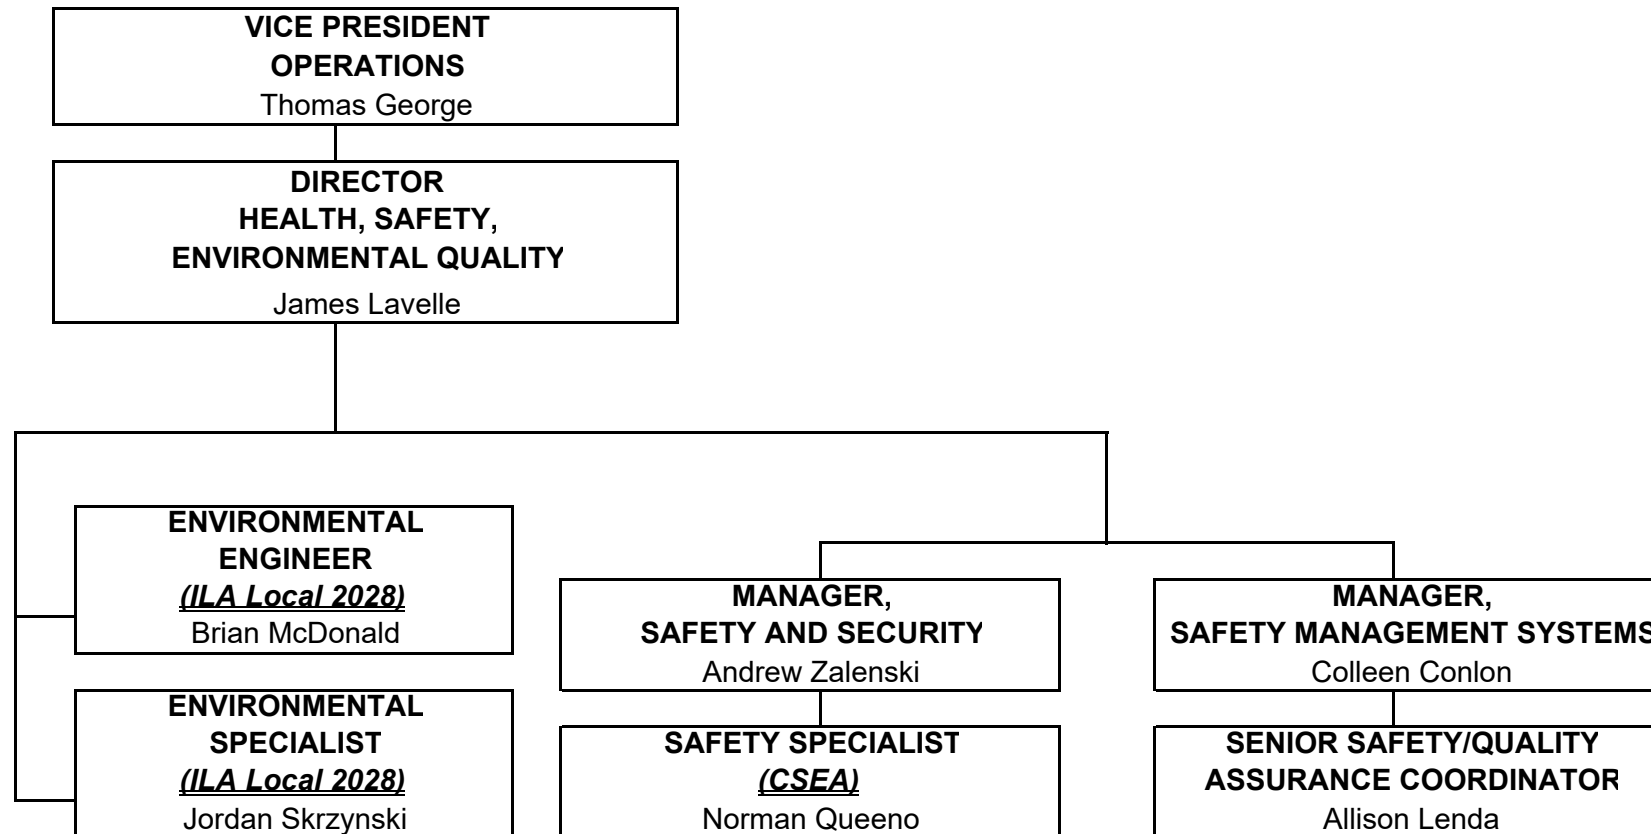 VICE PRESIDENT
OPERATIONS
Thomas George
DIRECTOR
HEALTH, SAFETY,
ENVIRONMENTAL QUALITY
James Lavelle
ENVIRONMENTAL
ENGINEER
(ILA Local 2028)
Brian McDonald
ENVIRONMENTAL
SPECIALIST
(ILA Local 2028)
Jordan Skrzynski
MANAGER,
SAFETY AND SECURITY
Andrew Zalenski
SAFETY SPECIALIST
(CSEA)
Norman Queeno
MANAGER,
SAFETY MANAGEMENT SYSTEMS
Colleen Conlon
SENIOR SAFETY/QUALITY
ASSURANCE COORDINATOR
Allison Lenda